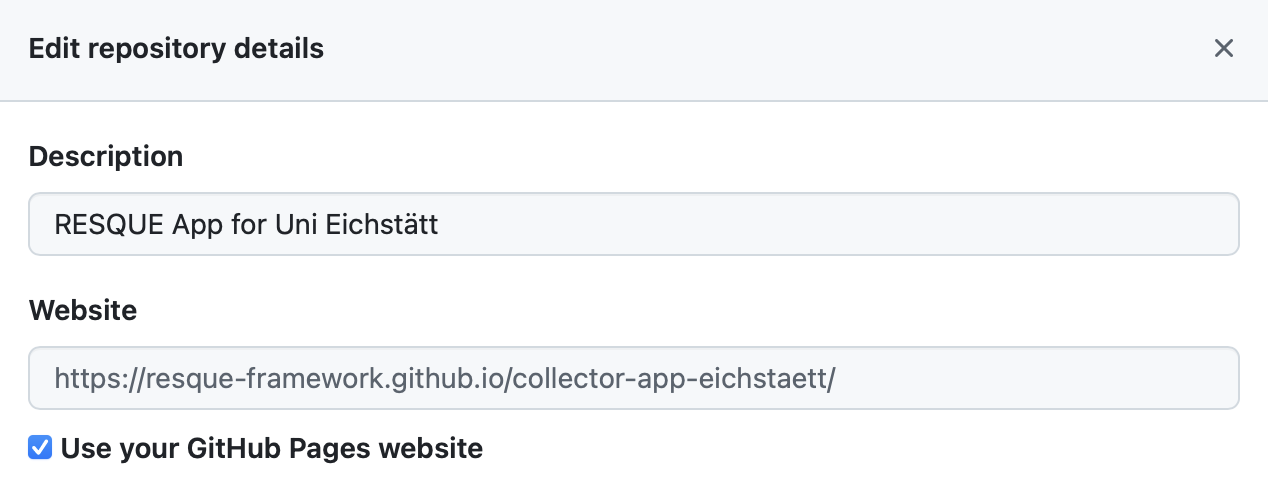 Edit repository details
Description
RESQUE App for Uni Eichstätt
Website
https://resque-framework.github.io/collector-app-eichstaett/
Use your GitHub Pages website